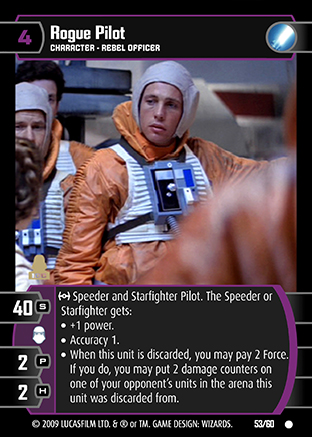 4
Rogue Pilot
CHARACTER - REBEL OFFICER
40 S
2 P
2 H
Speeder and Starfighter Pilot. The Speeder or
Starfighter gets:
• +1 power.
• Accuracy 1.
• When this unit is discarded, you may pay 2 Force.
If you do, you may put 2 damage counters on
one of your opponent's units in the arena this
unit was discarded from.
© 2009 LUCASFILM LTD. & ® or TM. GAME DESIGN: WIZARDS. 53/60